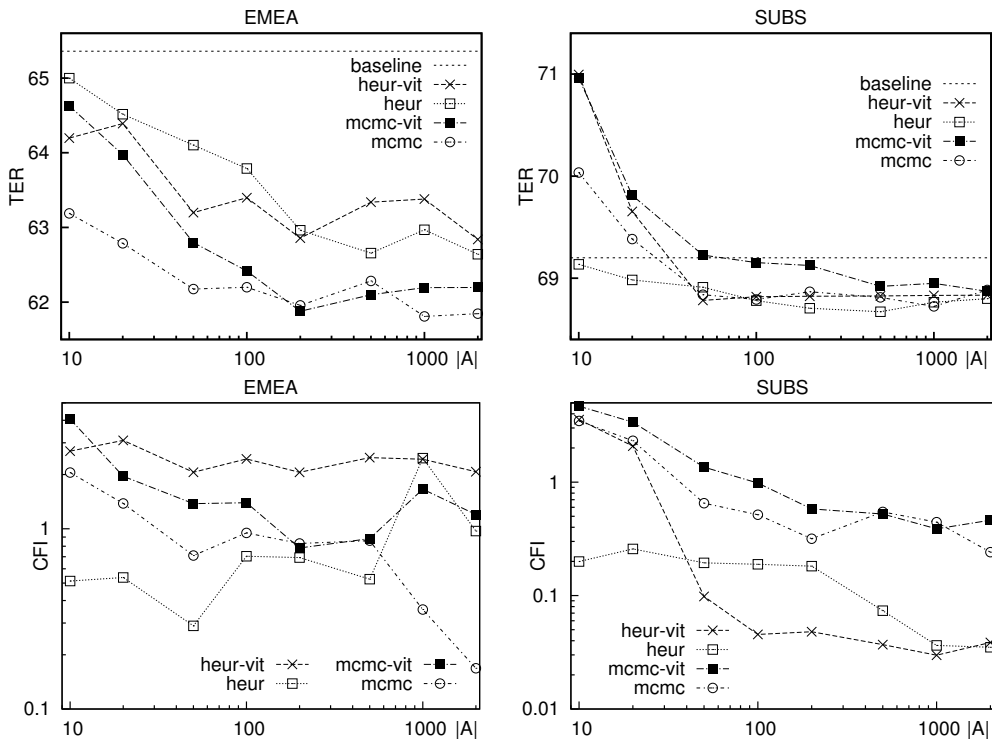 EMEA
TER
65
64
63
62
baseline
heur-vit
heur
mcmc-vit
mcmc
10
100
1000
|A|
SUBS
TER
71
70
69
baseline
heur-vit
heur
mcmc-vit
mcmc
10
100
1000
|A|
EMEA
CFI
1
0.1
heur-vit
heur
mcmc-vit
mcmc
10
100
1000
|A|
SUBS
CFI
1
0.1
0.01
heur-vit
heur
mcmc-vit
mcmc
10
100
1000
|A|